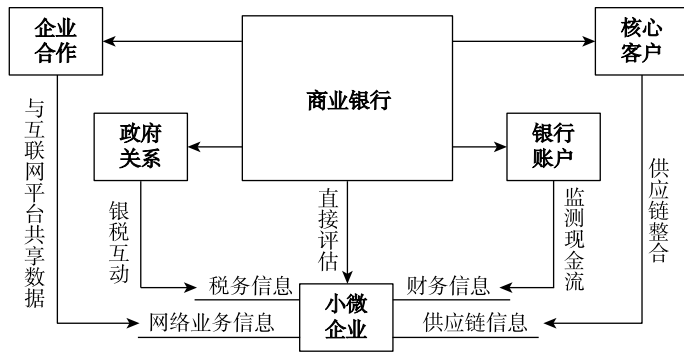 企业
合作
商业银行
核心
客户
政府
关系
银行
账户
与互联网平台共享数据
银税互动
直接评估
监测现金流
供应链整合
税务信息
财务信息
小微
企业
网络业务信息
供应链信息